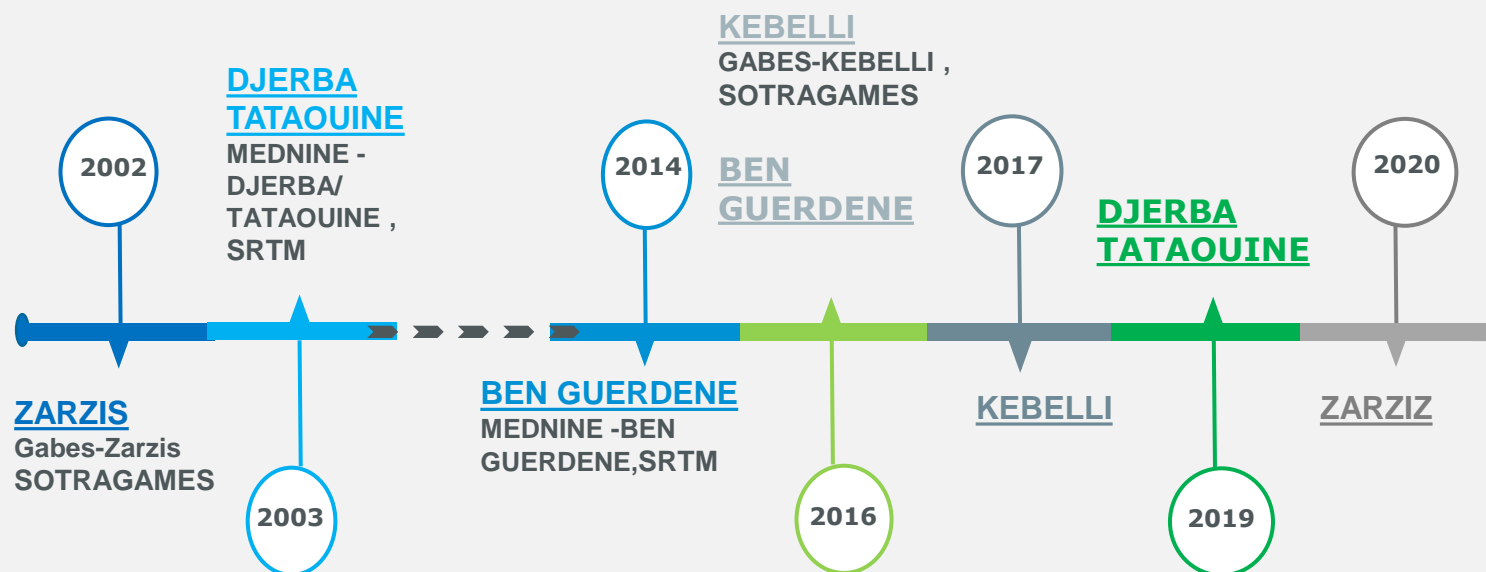 2002
ZARZIS
Gabes-Zarzis
SOTRAGAMES
DJERBA
TATAOUINE
MEDNINE -
DJERBA/
TATAOUINE ,
SRTM
2003
2014
BEN GUERDENE
MEDNINE -BEN
GUERDENE,SRTM
KEBELLI
GABES-KEBELLI ,
SOTRAGAMES
BEN
GUERDENE
2016
2017
KEBELLI
DJERBA
TATAOUINE
2019
2020
ZARZIZ